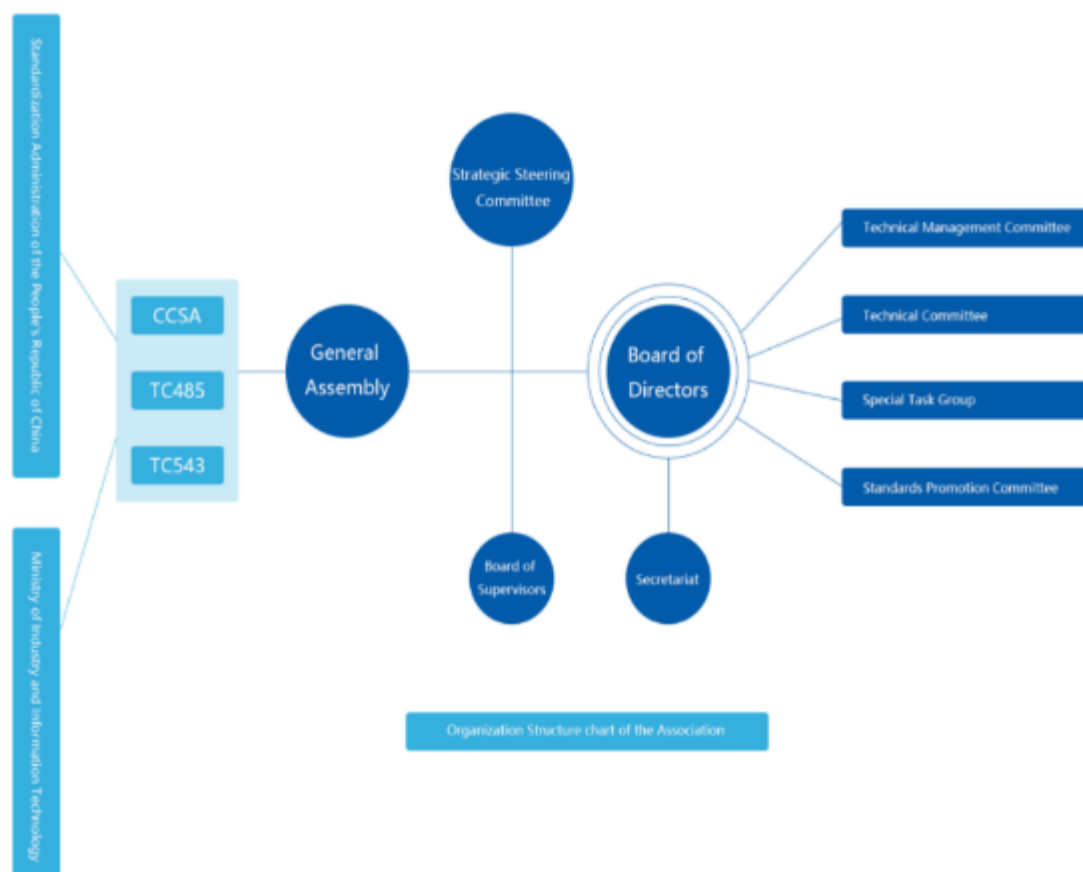 Standardization Administration of the People's Republic of China
Ministry of Industry and Information Technology
CCSA
TC485
TC543
General
Assembly
Strategic Steering
Committee
Board of
Supervisors
Board of
Directors
Secretariat
Technical Management Committee
Technical Committee
Special Task Group
Standards Promotion Committee
Organization Structure chart of the Association